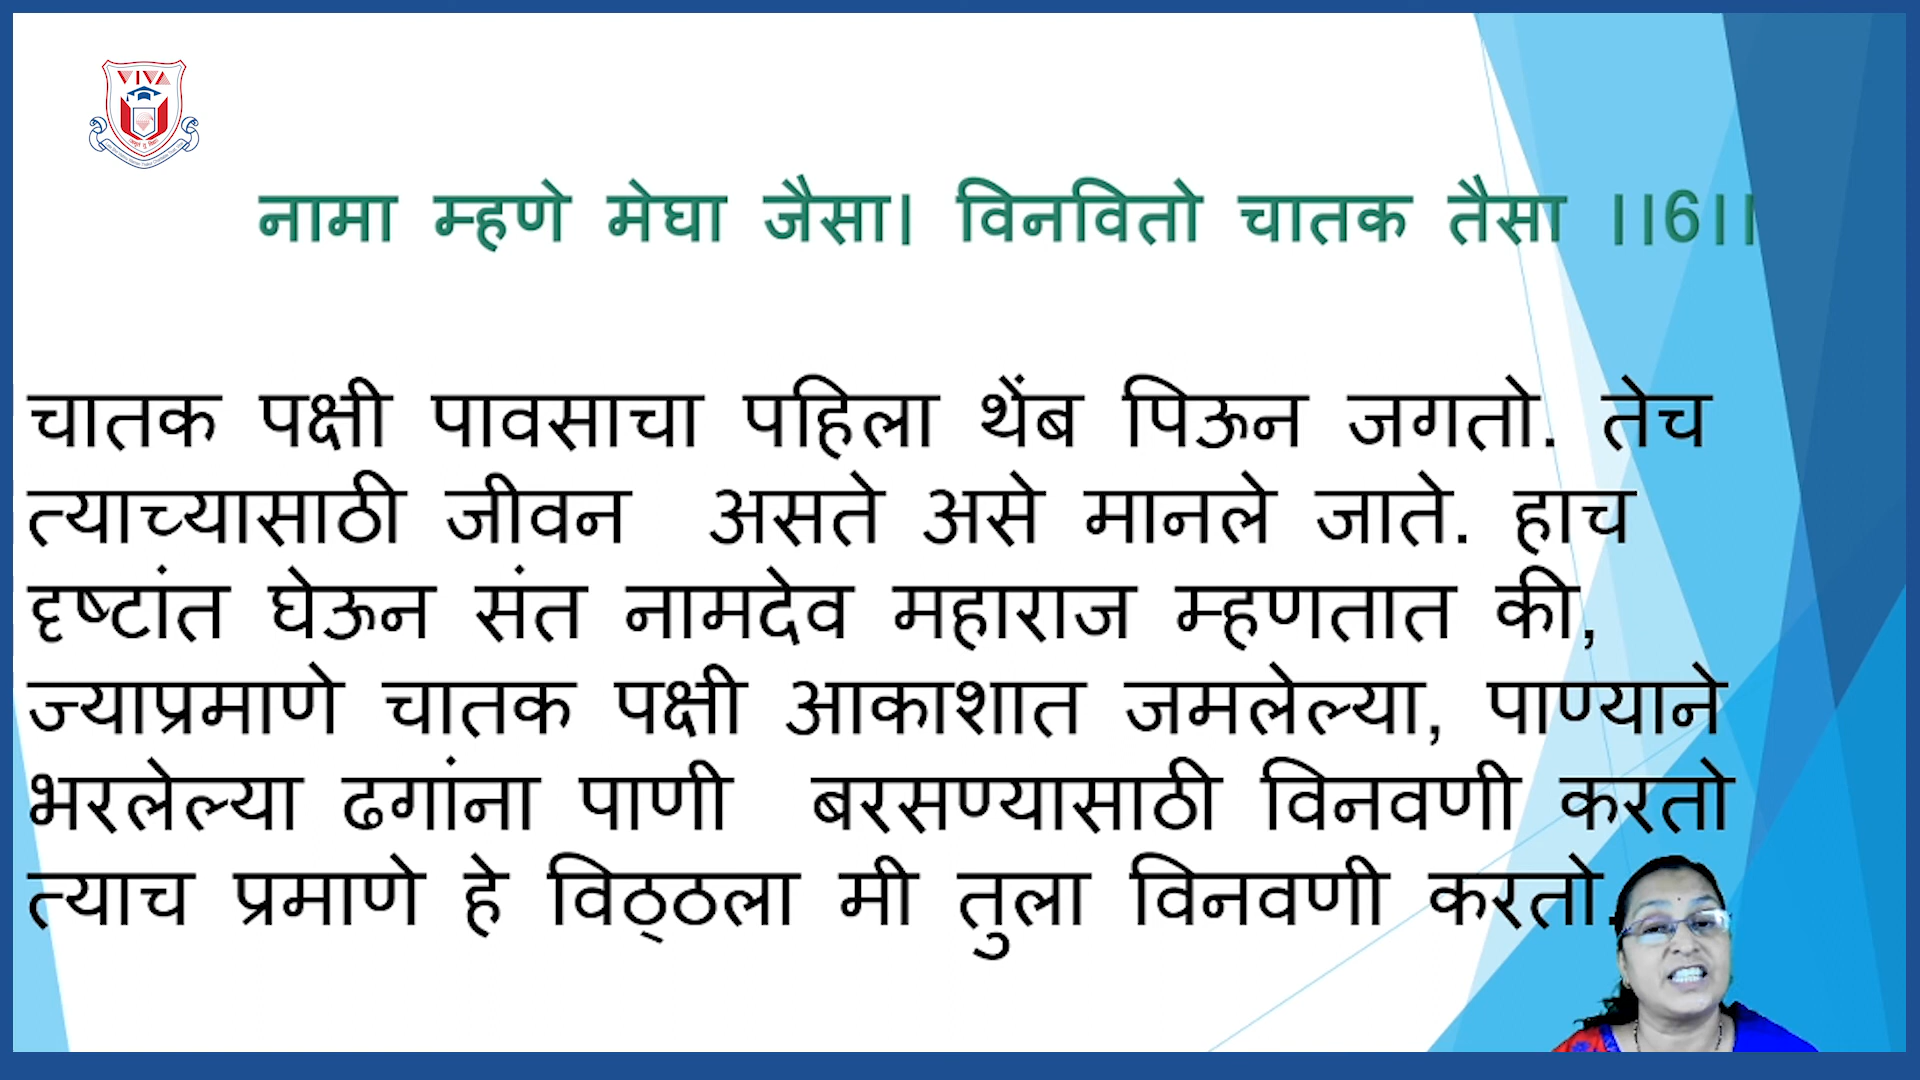 VIVA
नामा म्हणे मेघा जैसा। विनवितो चातक तैसा ।।6।।
चातक पक्षी पावसाचा पहिला थेंब पिऊन जगतो. तेच
त्याच्यासाठी जीवन असते असे मानले जाते. हाच
दृष्टांत घेऊन संत नामदेव महाराज म्हणतात की,
ज्याप्रमाणे चातक पक्षी आकाशात जमलेल्या, पाण्याने
भरलेल्या ढगांना पाणी बरसण्यासाठी विनवणी करतो
त्याच प्रमाणे हे विठ्ठला मी तुला विनवणी करतो.